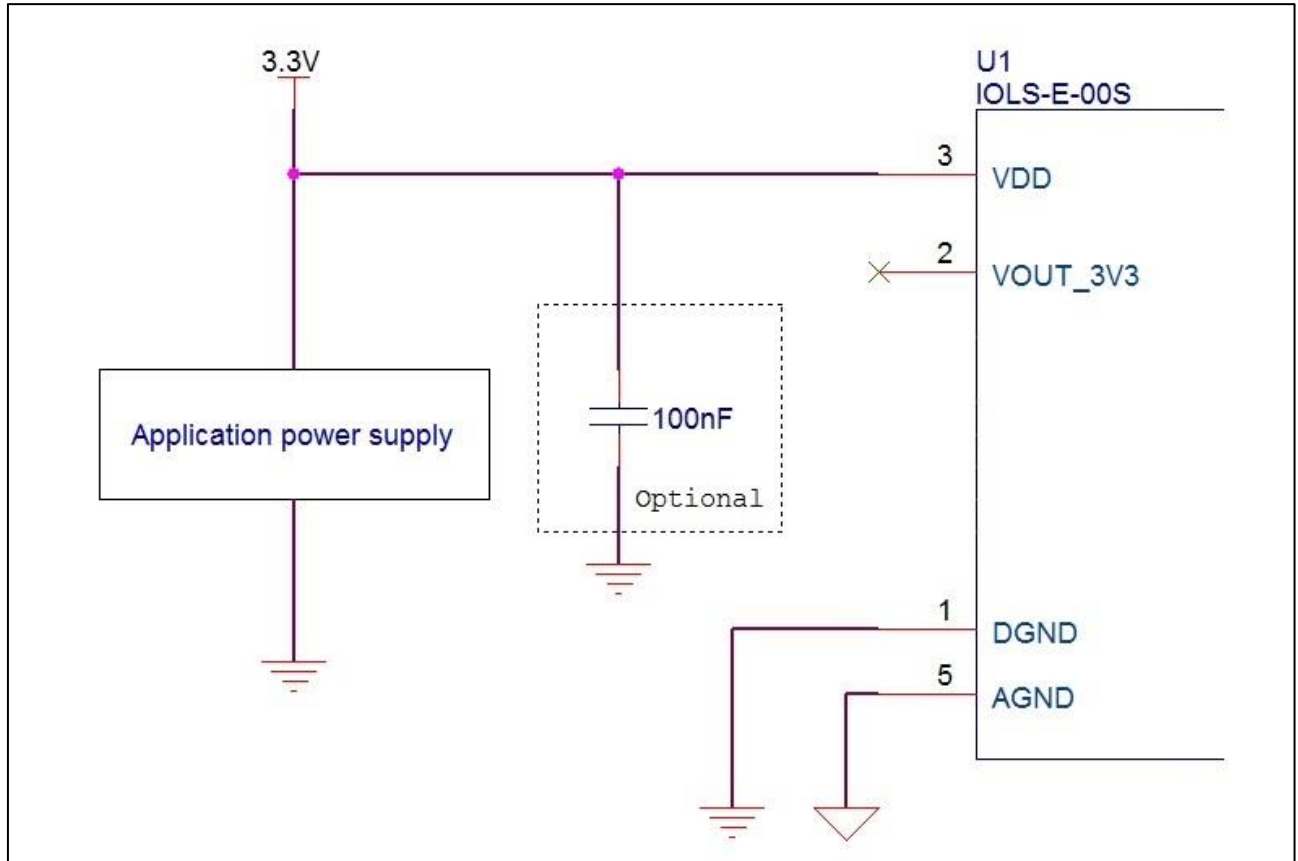 3.3V
U1
IOLS-E-00S
3
VDD
2
VOUT_3V3
Application power supply
100nF
Optional
1
DGND
5
AGND